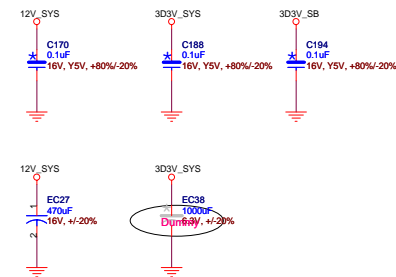 12V_SYS
C170
0.1uF
16V, Y5V, +80%/-20%
3D3V_SYS
C188
0.1uF
16V, Y5V, +80%/-20%
3D3V_SB
C194
0.1uF
16V, Y5V, +80%/-20%
12V_SYS
1
EC27
470uF
16V, +/-20%
2
3D3V_SYS
EC38
1000uF
6.3V, +/-20%
Dummy